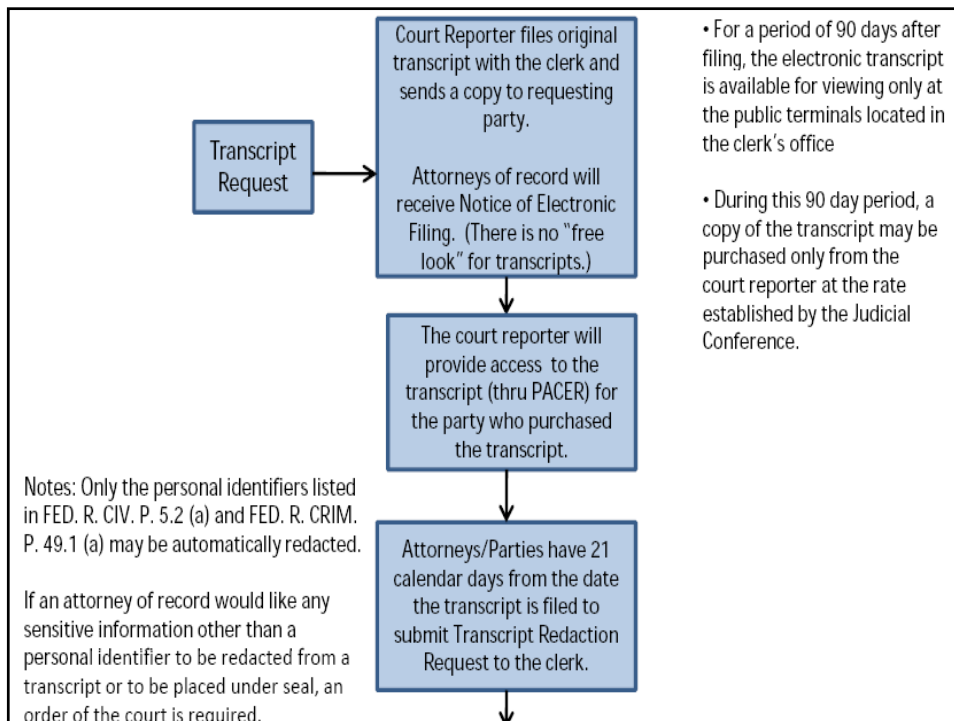 Transcript
Request
Court Reporter files original
transcript with the clerk and
sends a copy to requesting
party.
Attorneys of record will
receive Notice of Electronic
Filing. (There is no "free
look" for transcripts.)
• For a period of 90 days after
filing, the electronic transcript
is available for viewing only at
the public terminals located in
the clerk's office
• During this 90 day period, a
copy of the transcript may be
purchased only from the
court reporter at the rate
established by the Judicial
Conference.
The court reporter will
provide access to the
transcript (thru PACER) for
the party who purchased
the transcript.
Notes: Only the personal identifiers listed
in FED. R. CIV. P. 5.2 (a) and FED. R. CRIM.
P. 49.1 (a) may be automatically redacted.
If an attorney of record would like any
sensitive information other than a
personal identifier to be redacted from a
transcript or to be placed under seal, an
order of the court is required.
Attorneys/Parties have 21
calendar days from the date
the transcript is filed to
submit Transcript Redaction
Request to the clerk.